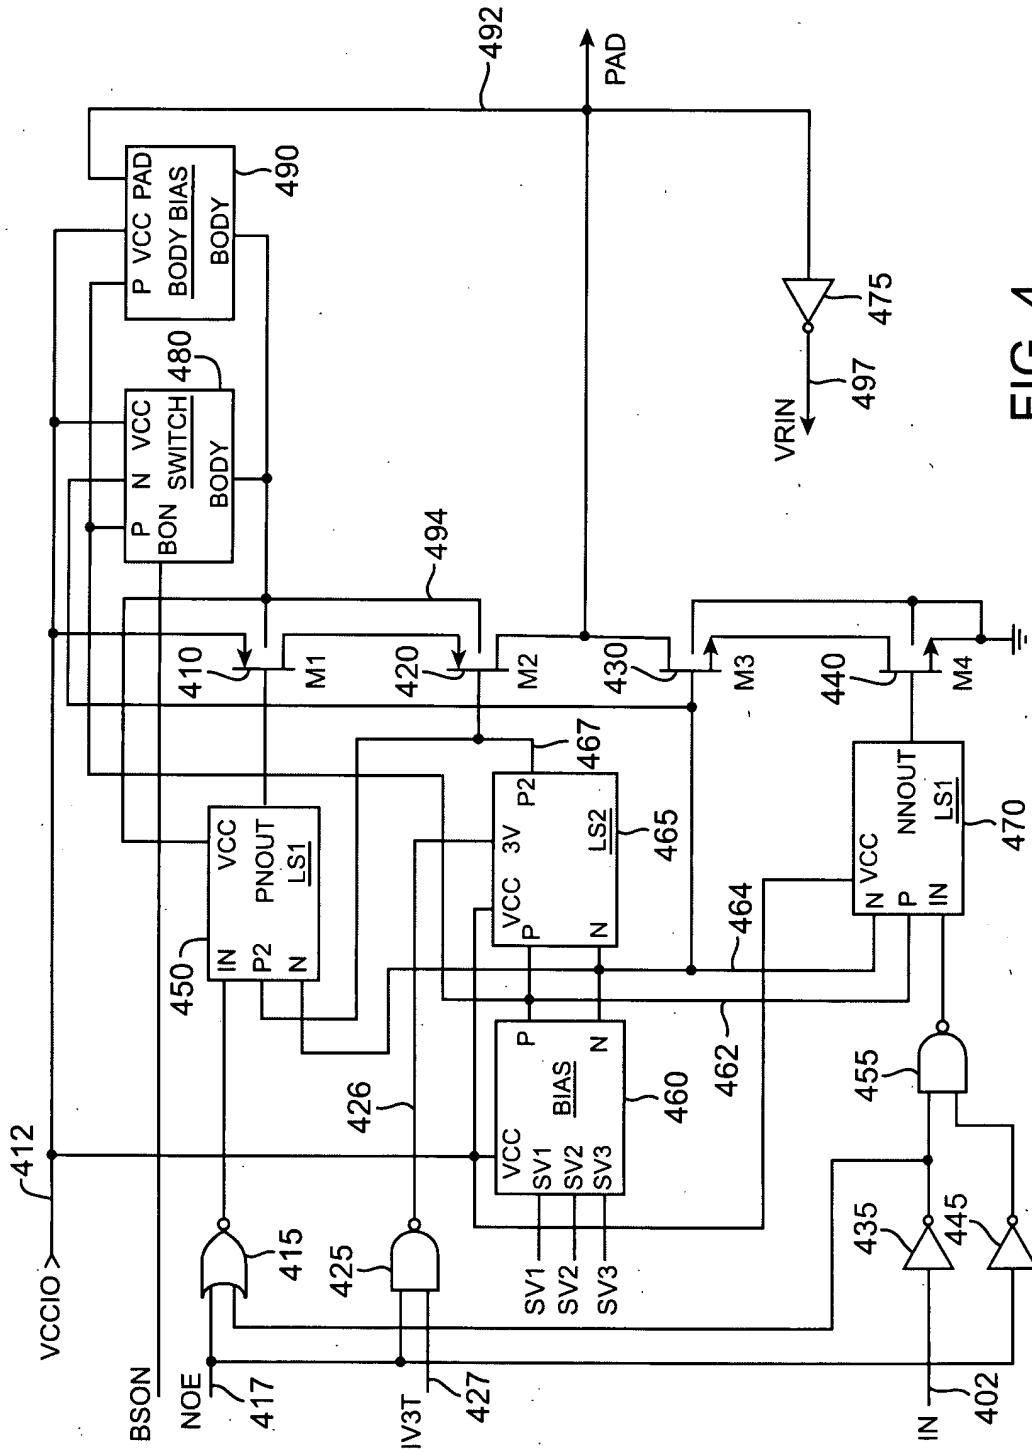 412
VCCIO
BSON
NOE
417
415
IV3T
427
425
426
450
IN
P2
N
VCC
PNOUT
LS1
410
M1
P
N
VCC
BON
SWITCH
BODY
480
P
VCC
PAD
BODY BIAS
BODY
490
492
494
PAD
420
M2
430
M3
440
M4
VCC
SV1
SV2
SV3
BIAS
P
N
460
SV1
SV2
SV3
VCC
3V
P2
P
N
LS2
465
467
462
464
N
VCC
P
IN
NNOUT
LS1
470
455
435
445
IN
402
475
497
VRIN
FIG. 4